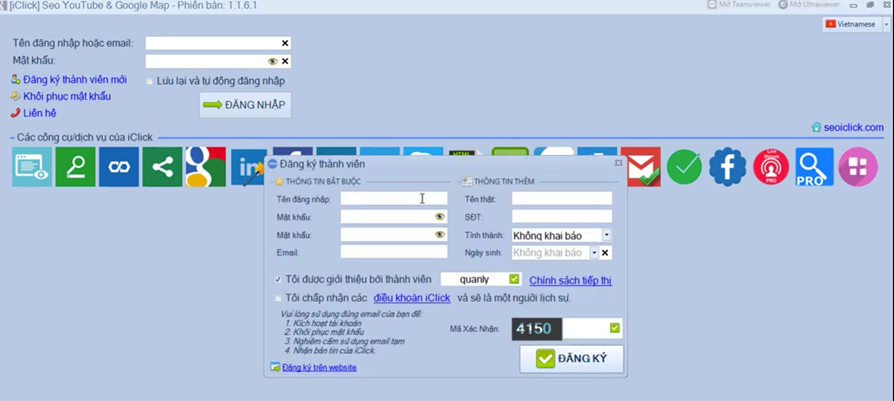 [iClick] Seo YouTube & Google Map - Phiên bản: 1.1.6.1
Mở Teamviewer
Mở Ultraviewer
Vietnamese
Tên đăng nhập hoặc email:
Mật khẩu:
Đăng ký thành viên mới
Lưu lại và tự động đăng nhập
Khôi phục mật khẩu
ĐĂNG NHẬP
Liên hệ
seoiclick.com
Các công cụ/dịch vụ của iClick
Đăng ký thành viên
THÔNG TIN BẮT BUỘC
THÔNG TIN THÊM
Tên đăng nhập:
Tên thật:
Mật khẩu:
SĐT:
Mật khẩu:
Tỉnh thành:
Không khai báo
Email:
Ngày sinh:
Không khai báo
Tôi được giới thiệu bởi thành viên
quanly
Chính sách tiếp thị
Tôi chấp nhận các điều khoản iClick và sẽ là một người lịch sự.
Vui lòng sử dụng đúng email của bạn để:
1. Kích hoạt tài khoản
2. Khôi phục mật khẩu
3. Nghiêm cấm sử dụng email tạm
4. Nhận bản tin của iClick
Mã Xác Nhận:
4150
ĐĂNG KÝ
Đăng ký trên website
PRO